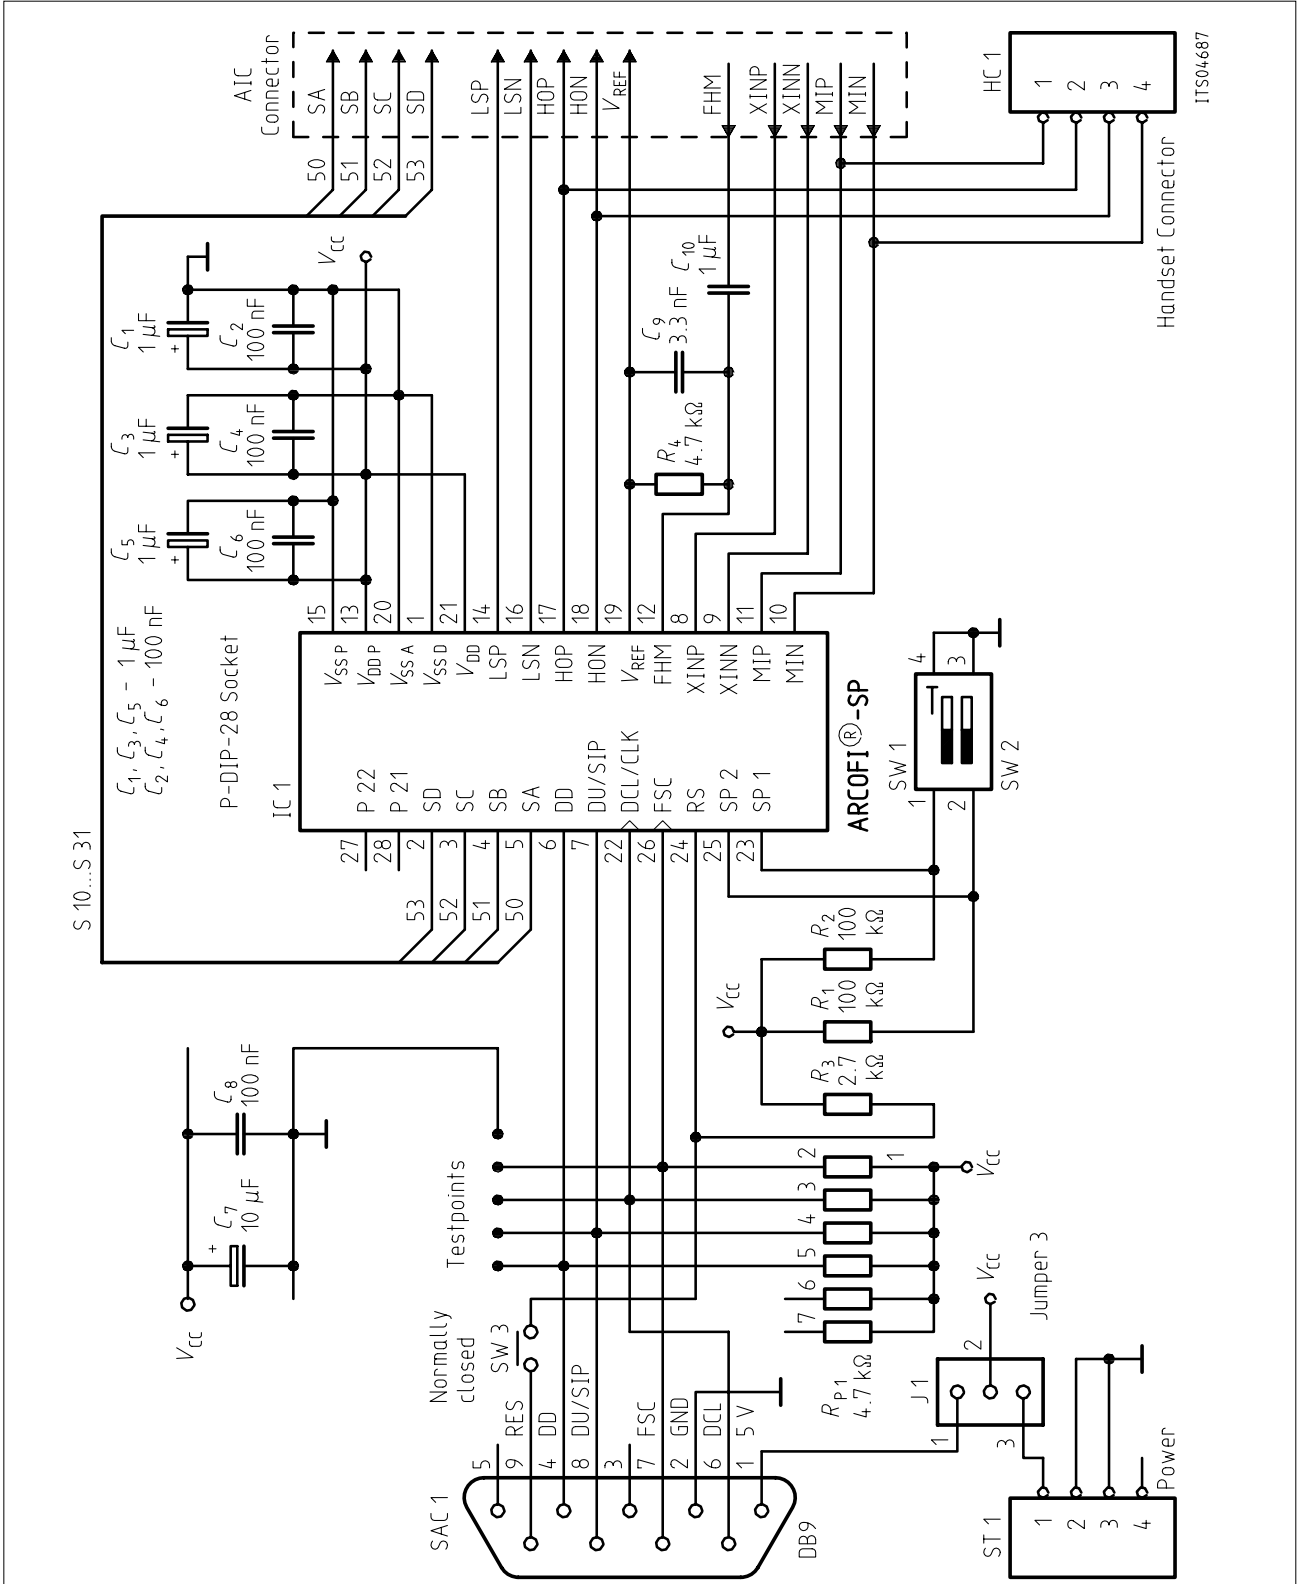 AIC
Connector
SA
SB
SC
SD
LSP
LSN
HOP
HON
VREF
FHM
XINP
XINN
MIP
MIN
HC 1
1
2
3
4
ITS04687
50
51
52
53
Handset Connector
S 10...S 31
C1
1 µF
+
C2
100 nF
VCC
C3
1 µF
+
C4
100 nF
C5
1 µF
+
C6
100 nF
C9
3.3 nF
C10
1 µF
R4
4.7 kΩ
C1, C3, C5 – 1 µF
C2, C4, C6 – 100 nF
P-DIP-28 Socket
IC 1
15
13
20
1
21
14
16
17
18
19
12
8
9
11
10
VSS P
VDD P
VSS A
VSS D
VDD
LSP
LSN
HOP
HON
VREF
FHM
XINP
XINN
MIP
MIN
P 22
P 21
SD
SC
SB
SA
DD
DU/SIP
DCL/CLK
FSC
RS
SP 2
SP 1
ARCOFI®-SP
27
28
2
3
4
5
6
7
22
26
24
25
23
53
52
51
50
SW 1
4
3
1
2
SW 2
VCC
R2
100
kΩ
R1
100
kΩ
R3
2.7
kΩ
C8
100 nF
C7
10 µF
+
VCC
Testpoints
2
1
3
4
5
6
7
VCC
RP1
4.7 kΩ
Normally
closed
SW 3
SAC 1
5
9
RES
4
DD
8
DU/SIP
3
7
FSC
2
GND
6
DCL
1
5 V
DB9
J 1
1
2
3
VCC
Jumper 3
ST 1
1
2
3
4
Power